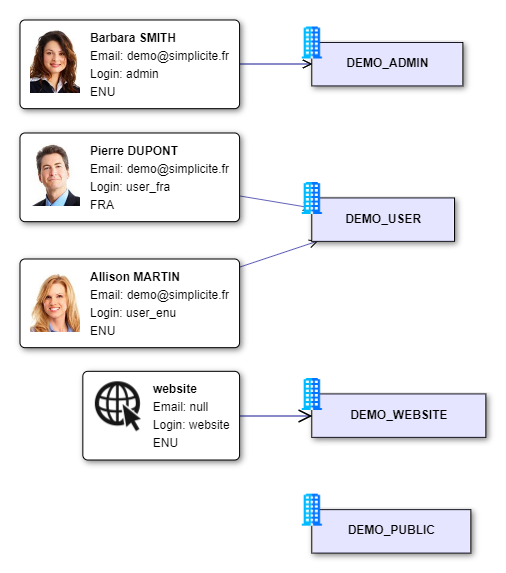 Barbara SMITH
Email: demo@simplicite.fr
Login: admin
ENU
DEMO_ADMIN
Pierre DUPONT
Email: demo@simplicite.fr
Login: user_fra
FRA
DEMO_USER
Allison MARTIN
Email: demo@simplicite.fr
Login: user_enu
ENU
website
Email: null
Login: website
ENU
DEMO_WEBSITE
DEMO_PUBLIC